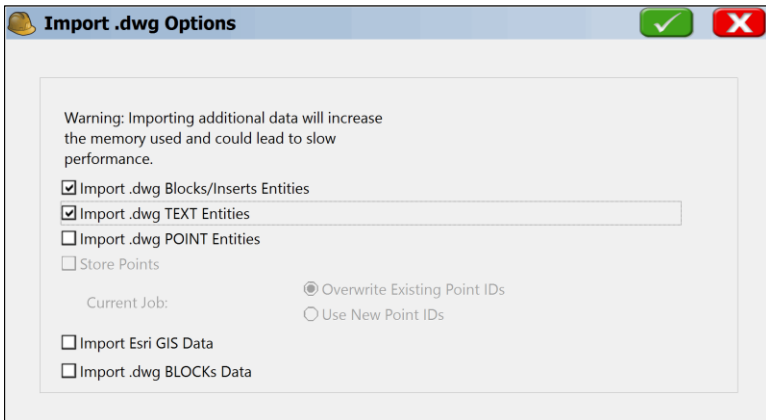 Import .dwg Options
Warning: Importing additional data will increase
the memory used and could lead to slow
performance.
Import .dwg Blocks/Inserts Entities
Import .dwg TEXT Entities
Import .dwg POINT Entities
Store Points
Current Job:
Overwrite Existing Point IDs
Use New Point IDs
Import Esri GIS Data
Import .dwg BLOCKs Data